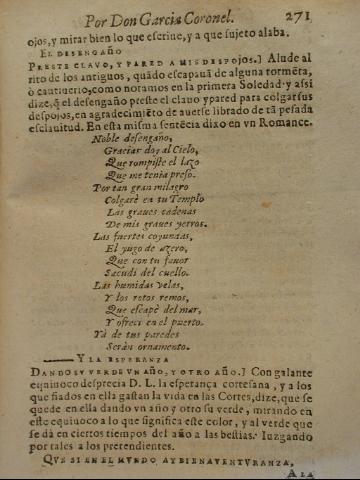 Por Don Garcia Coronel. 271
ojos, y mirar bien lo que escriue, y a que sujeto alaba.
EL DESENGAÑO
PRESTE CLAVO, Y PARED A MIS DESPOJOS.] Alude al
rito de los antiguos, quãdo escapauã de alguna tormẽta,
ò cautiuerio, como notamos en la primera Soledad. y assi
dize, q̃ el desengaño preste el clauo y pared para colgar sus
despojos, en agradecimiẽto de auerse librado de tã pesada
esclauitud. En esta misma sentẽcia dixo en vn Romance.
Noble desengaño,
Gracias doy al Cielo,
Que rompiste el lazo
Que me tenia preso.
Por tan gran milagro
Colgarè en tu Templo
Las graues cadenas
De mis graues yerros.
Las fuertes coyundas,
El yugo de azero,
Que con tu fauor
Sacudi del cuello.
Las humidas velas,
Y los rotos remos,
Que escapè del mar,
Y ofreci en el puerto.
Yà de tus paredes
Seràn ornamento.
Y LA ESPERANZA
DANDO SV VERDE VN AÑO, Y OTRO AÑO.] Con galante
equiuoco desprecia D. L. la esperança cortesana, y a los
que fiados en ella gastan la vida en las Cortes, dize, que se
quede en ella dando vn año y otro su verde, mirando en
este equiuoco a lo que significa este color, y al verde que
se dà en ciertos tiempos del año a las bestias. Iuzgando
por tales a los pretendientes.
QVE SI EN EL MVNDO AY BIENAVENTVRANZA,
A LA